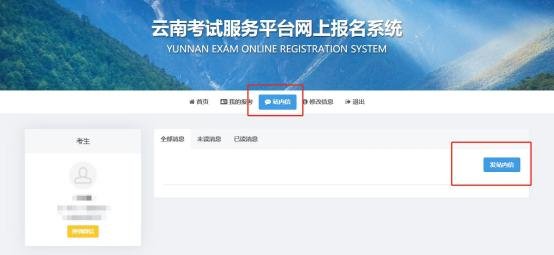 云南考试服务平台网上报名系统
YUNNAN EXAM ONLINE REGISTRATION SYSTEM
首页 我的报考 站内信 修改信息 退出
考生
全部消息 未读消息 已读消息
发站内信